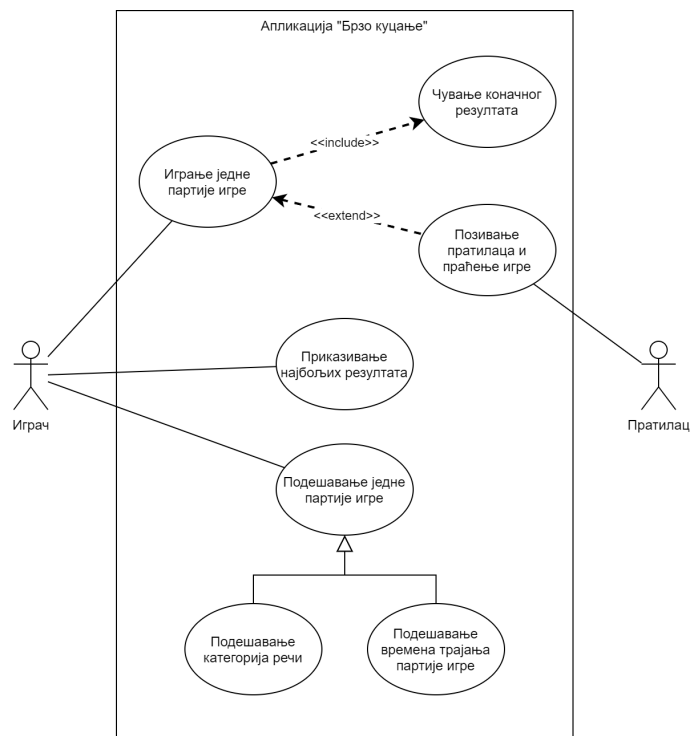 Апликација "Брзо куцање"
Чување коначног
резултата
<<include>>
Играње једне
партије игре
<<extend>>
Позивање
пратилаца и
праћење игре
Приказивање
најбољих резултата
Играч
Пратилац
Подешавање једне
партије игре
Подешавање
категорија речи
Подешавање
времена трајања
партије игре